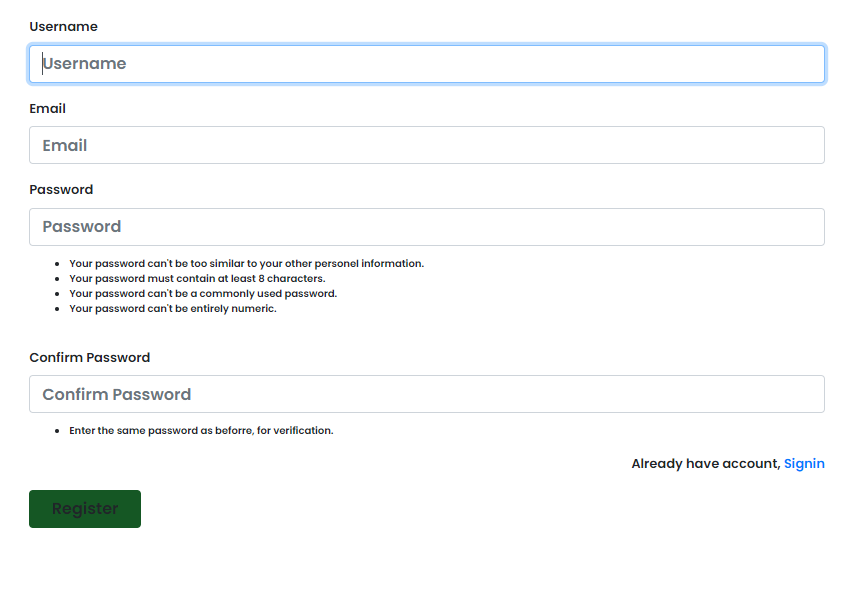 Username
Username
Email
Email
Password
Password
Your password can't be too similar to your other personel information.
Your password must contain at least 8 characters.
Your password can't be a commonly used password.
Your password can't be entirely numeric.
Confirm Password
Confirm Password
Enter the same password as beforre, for verification.
Already have account, Signin
Register